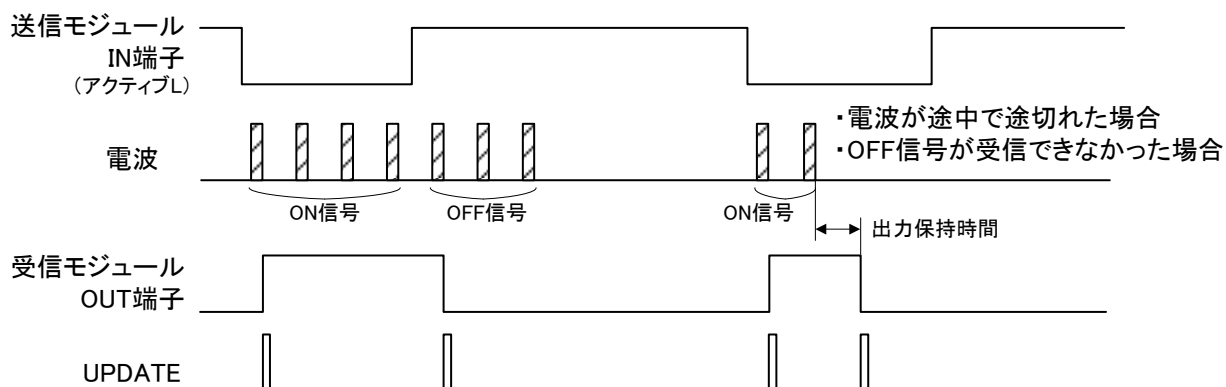 送信モジュール
IN端子
(アクティブL)
電波
・電波が途中で途切れた場合
・OFF信号が受信できなかった場合
ON信号
OFF信号
ON信号
出力保持時間
受信モジュール
OUT端子
UPDATE